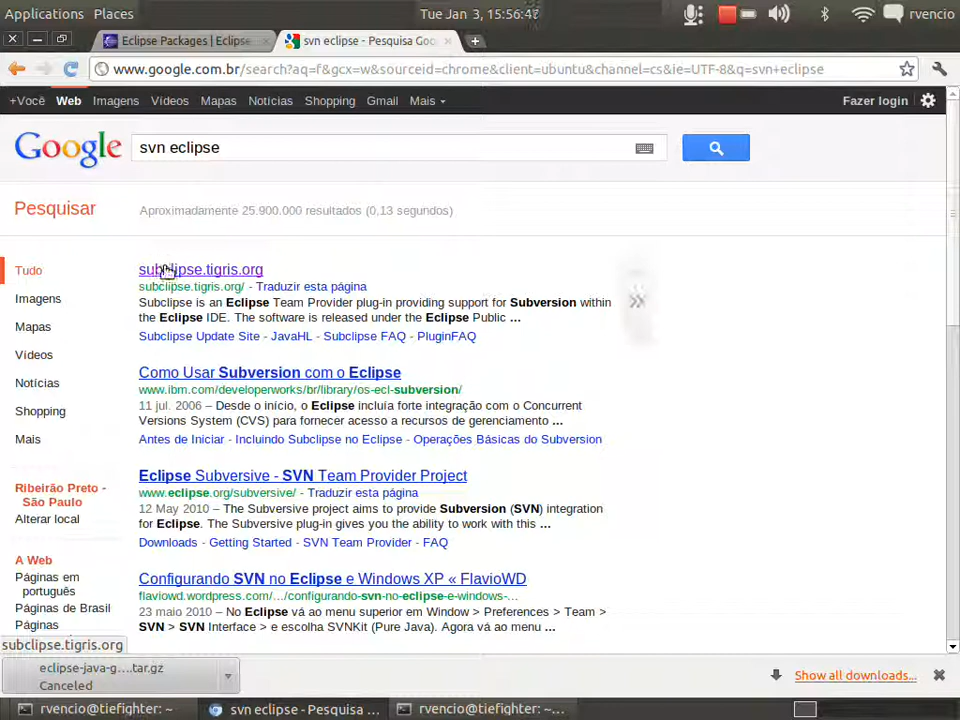 Applications Places
Tue Jan 3, 15:56:47
Eclipse Packages | Eclipse
svn eclipse - Pesquisa Goo
www.google.com.br/search?aq=f&gcx=w&sourceid=chrome&client=ubuntu&channel=cs&ie=UTF-8&q=svn+eclipse
+Você Web Imagens Vídeos Mapas Notícias Shopping Gmail Mais Fazer login
Google
svn eclipse
Pesquisar
Aproximadamente 25.900.000 resultados (0,13 segundos)
Tudo
Imagens
Mapas
Vídeos
Notícias
Shopping
Mais
Ribeirão Preto -
São Paulo
Alterar local
A Web
Páginas em
português
Páginas de Brasil
Páginas
subclipse.tigris.org
subclipse.tigris.org/ - Traduzir esta página
Subclipse is an Eclipse Team Provider plug-in providing support for Subversion within
the Eclipse IDE. The software is released under the Eclipse Public ...
Subclipse Update Site - JavaHL - Subclipse FAQ - PluginFAQ
Como Usar Subversion com o Eclipse
www.ibm.com/developerworks/br/library/os-ecl-subversion/
11 jul. 2006 – Desde o início, o Eclipse incluía forte integração com o Concurrent
Versions System (CVS) para fornecer acesso a recursos de gerenciamento ...
Antes de Iniciar - Incluindo Subclipse no Eclipse - Operações Básicas do Subversion
Eclipse Subversive - SVN Team Provider Project
www.eclipse.org/subversive/ - Traduzir esta página
12 May 2010 – The Subversive project aims to provide Subversion (SVN) integration
for Eclipse. The Subversive plug-in gives you the ability to work with this ...
Downloads - Getting Started - SVN Team Provider - FAQ
Configurando SVN no Eclipse e Windows XP « FlavioWD
flaviowd.wordpress.com/.../configurando-svn-no-eclipse-e-windows-...
23 maio 2010 – No Eclipse vá ao menu superior em Window > Preferences > Team >
SVN > SVN Interface > e escolha SVNKit (Pure Java). Agora vá ao menu ...
subclipse.tigris.org
eclipse-java-g....tar.gz
Canceled
Show all downloads...
rvencio@tiefighter: ~
svn eclipse - Pesquisa ...
rvencio@tiefighter: ~...